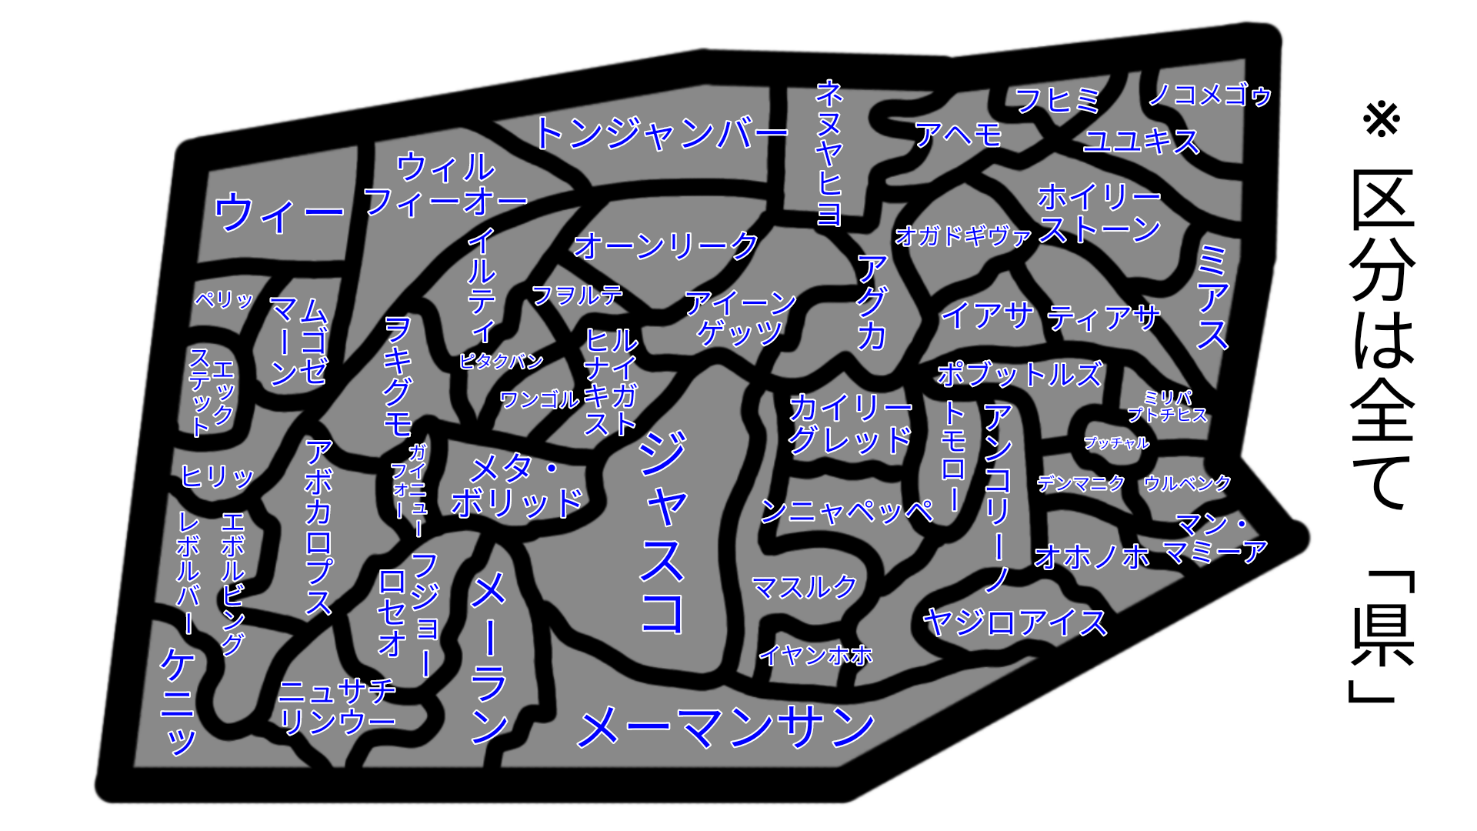 ※区分は全て「県」
ノコメゴゥ
フヒミ
ネヌヤヒヨ
アヘモ
ユユキス
トンジャンバー
ウィル
フィーオー
ウィー
ホイリー
ストーン
オガドギヴァ
ミアス
オーンリーク
イルティ
アグカ
フヲルテ
アイーン
ゲッツ
イアサ
ティアサ
ペリッ
ムゴゼ
マーン
ヲキグモ
ピタクバン
ワンゴル
ルイガト
ヒナキス
エック
ステット
ポブットルズ
ミリパ
プトチヒス
プッチャル
カイリー
グレッド
トモロー
アンコリーノ
ジャスコ
メタ・
ボリッド
ガイニュー
フィオー
アボカロプス
ヒリッ
デンマニク
ウルベンク
ンニャペッペ
マン・
マミーア
オホノホ
エボルビング
レボルバー
フジョー
ロセオ
メーラン
マスルク
ヤジロアイス
イヤンホホ
ケニツ
ニュサチ
リンウー
メーマンサン